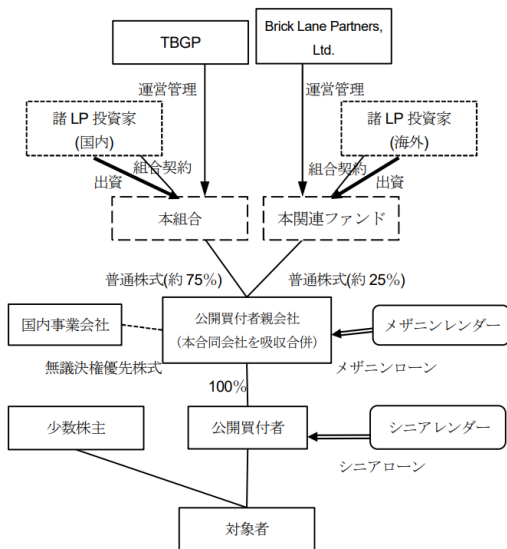 TBGP
Brick Lane Partners,
Ltd.
運営管理
運営管理
諸 LP 投資家
(国内)
諸 LP 投資家
(海外)
組合契約
組合契約
出資
出資
本組合
本関連ファンド
普通株式(約 75%)
普通株式(約 25%)
国内事業会社
公開買付者親会社
（本合同会社を吸収合併）
メザニンレンダー
無議決権優先株式
メザニンローン
100%
少数株主
公開買付者
シニアレンダー
シニアローン
対象者